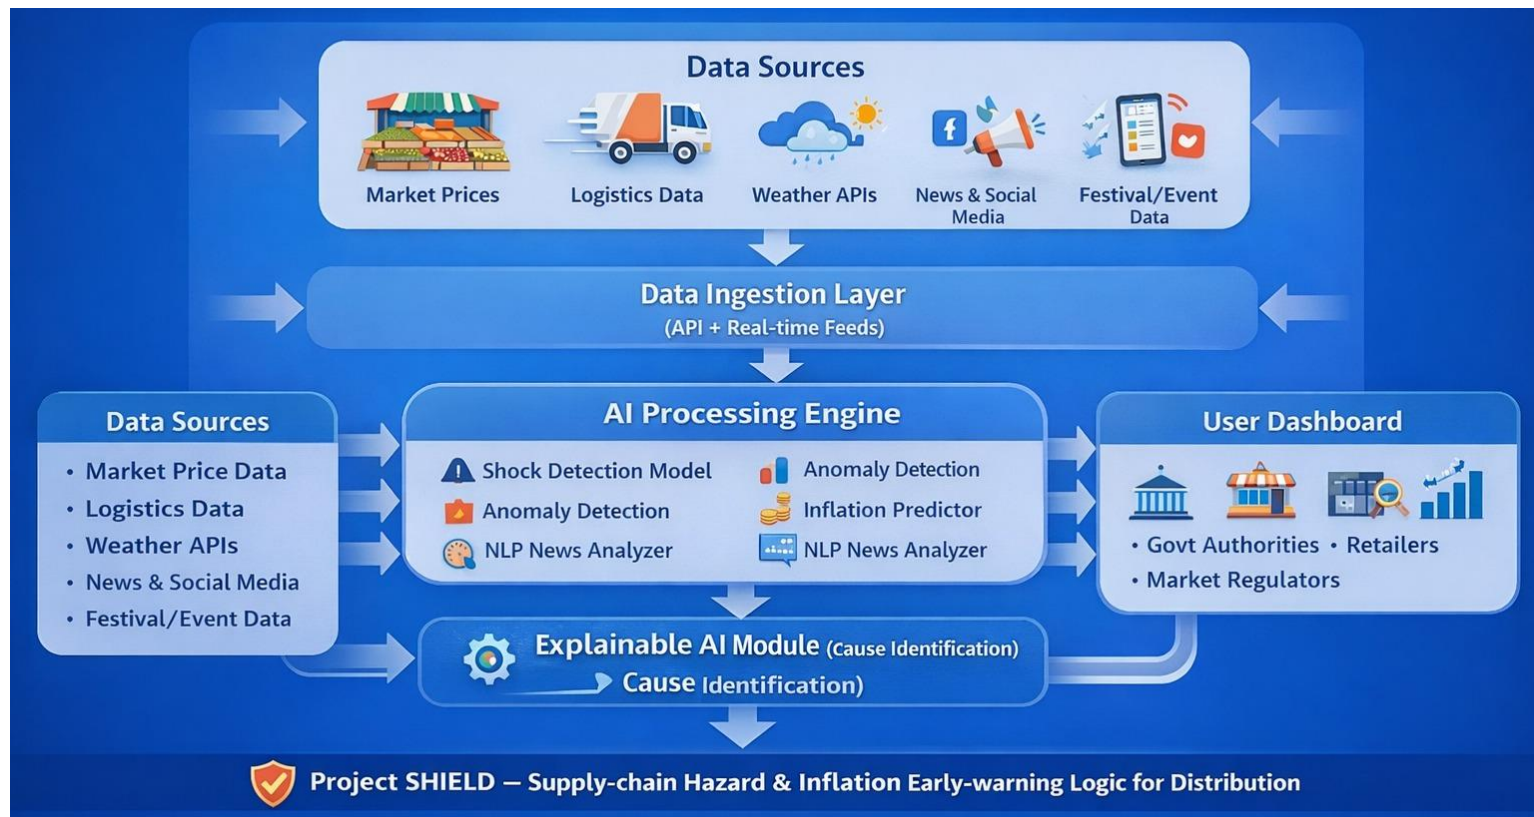 Data Sources
Market Prices
Logistics Data
Weather APIs
News & Social
Media
Festival/Event
Data
Data Ingestion Layer
(API + Real-time Feeds)
Data Sources
• Market Price Data
• Logistics Data
• Weather APIs
• News & Social Media
• Festival/Event Data
AI Processing Engine
Shock Detection Model
Anomaly Detection
NLP News Analyzer
Anomaly Detection
Inflation Predictor
NLP News Analyzer
User Dashboard
• Govt Authorities • Retailers
• Market Regulators
Explainable AI Module (Cause Identification)
Cause Identification)
Project SHIELD — Supply-chain Hazard & Inflation Early-warning Logic for Distribution